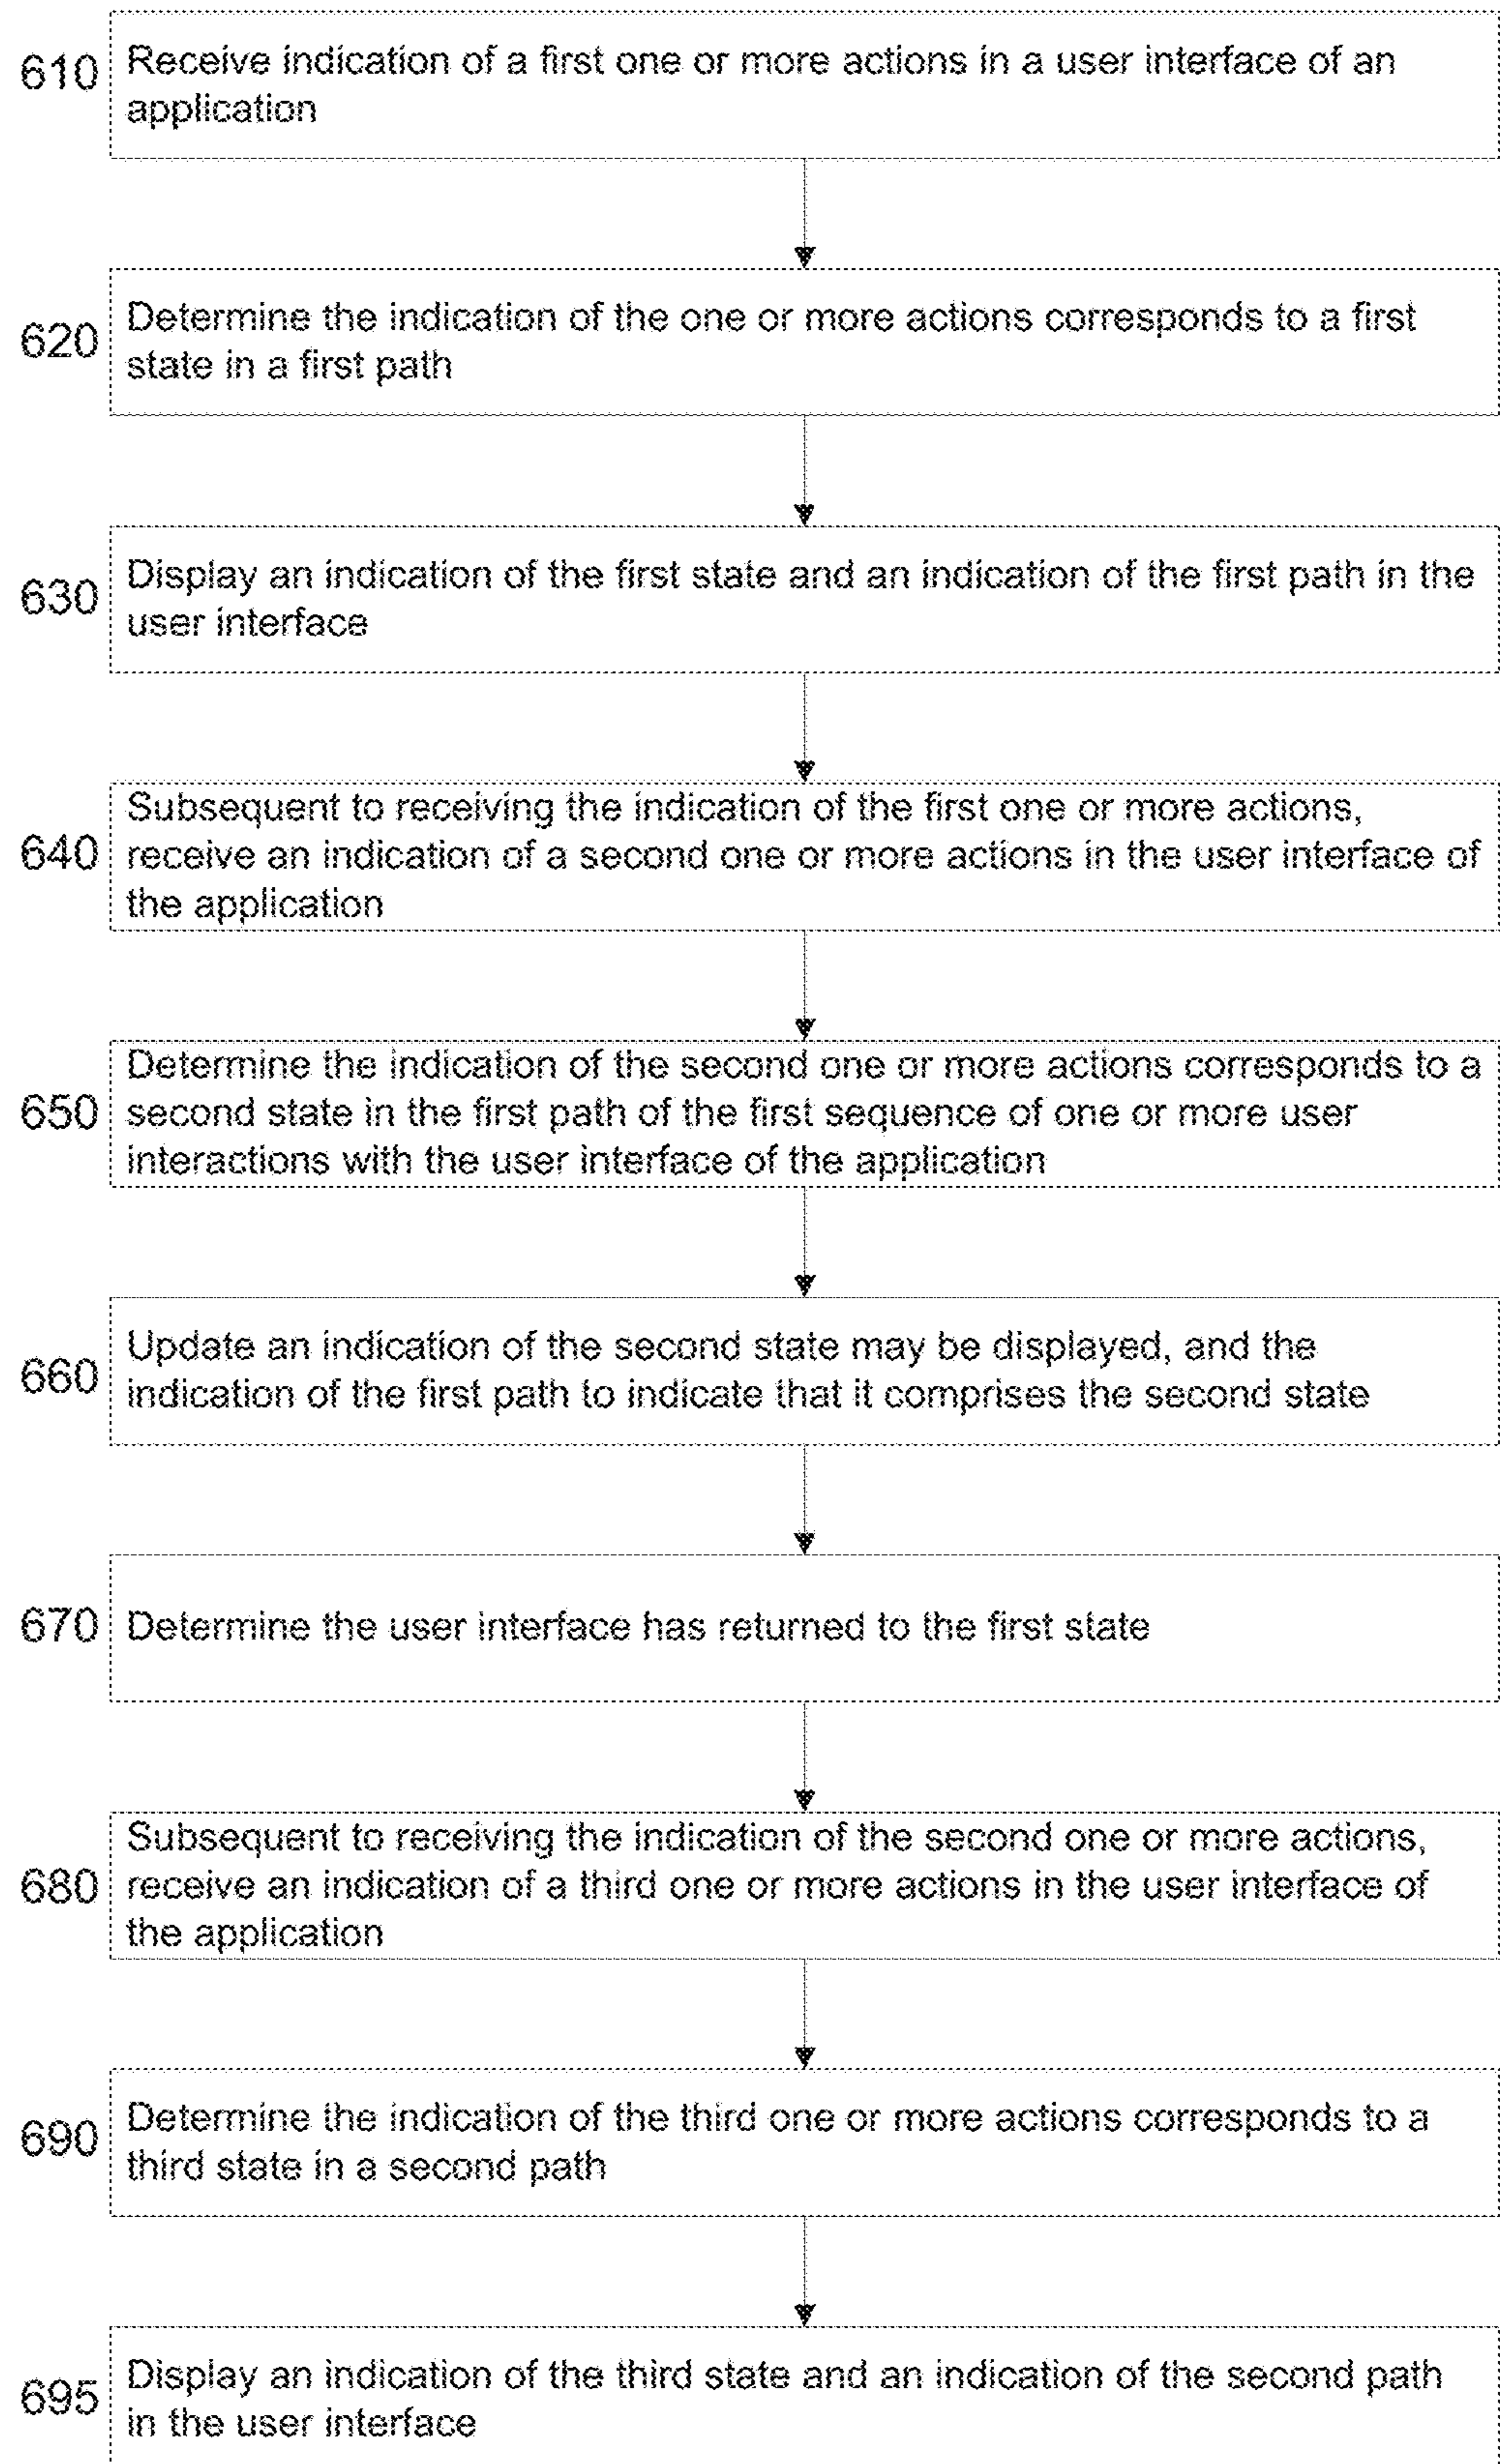 610
Receive indication of a first one or more actions in a user interface of an
application
620
Determine the indication of the one or more actions corresponds to a first
state in a first path
630
Display an indication of the first state and an indication of the first path in the
user interface
640
Subsequent to receiving the indication of the first one or more actions,
receive an indication of a second one or more actions in the user interface of
the application
650
Determine the indication of the second one or more actions corresponds to a
second state in the first path of the first sequence of one or more user
interactions with the user interface of the application
660
Update an indication of the second state may be displayed, and the
indication of the first path to indicate that it comprises the second state
670
Determine the user interface has returned to the first state
680
Subsequent to receiving the indication of the second one or more actions,
receive an indication of a third one or more actions in the user interface of
the application
690
Determine the indication of the third one or more actions corresponds to a
third state in a second path
695
Display an indication of the third state and an indication of the second path
in the user interface